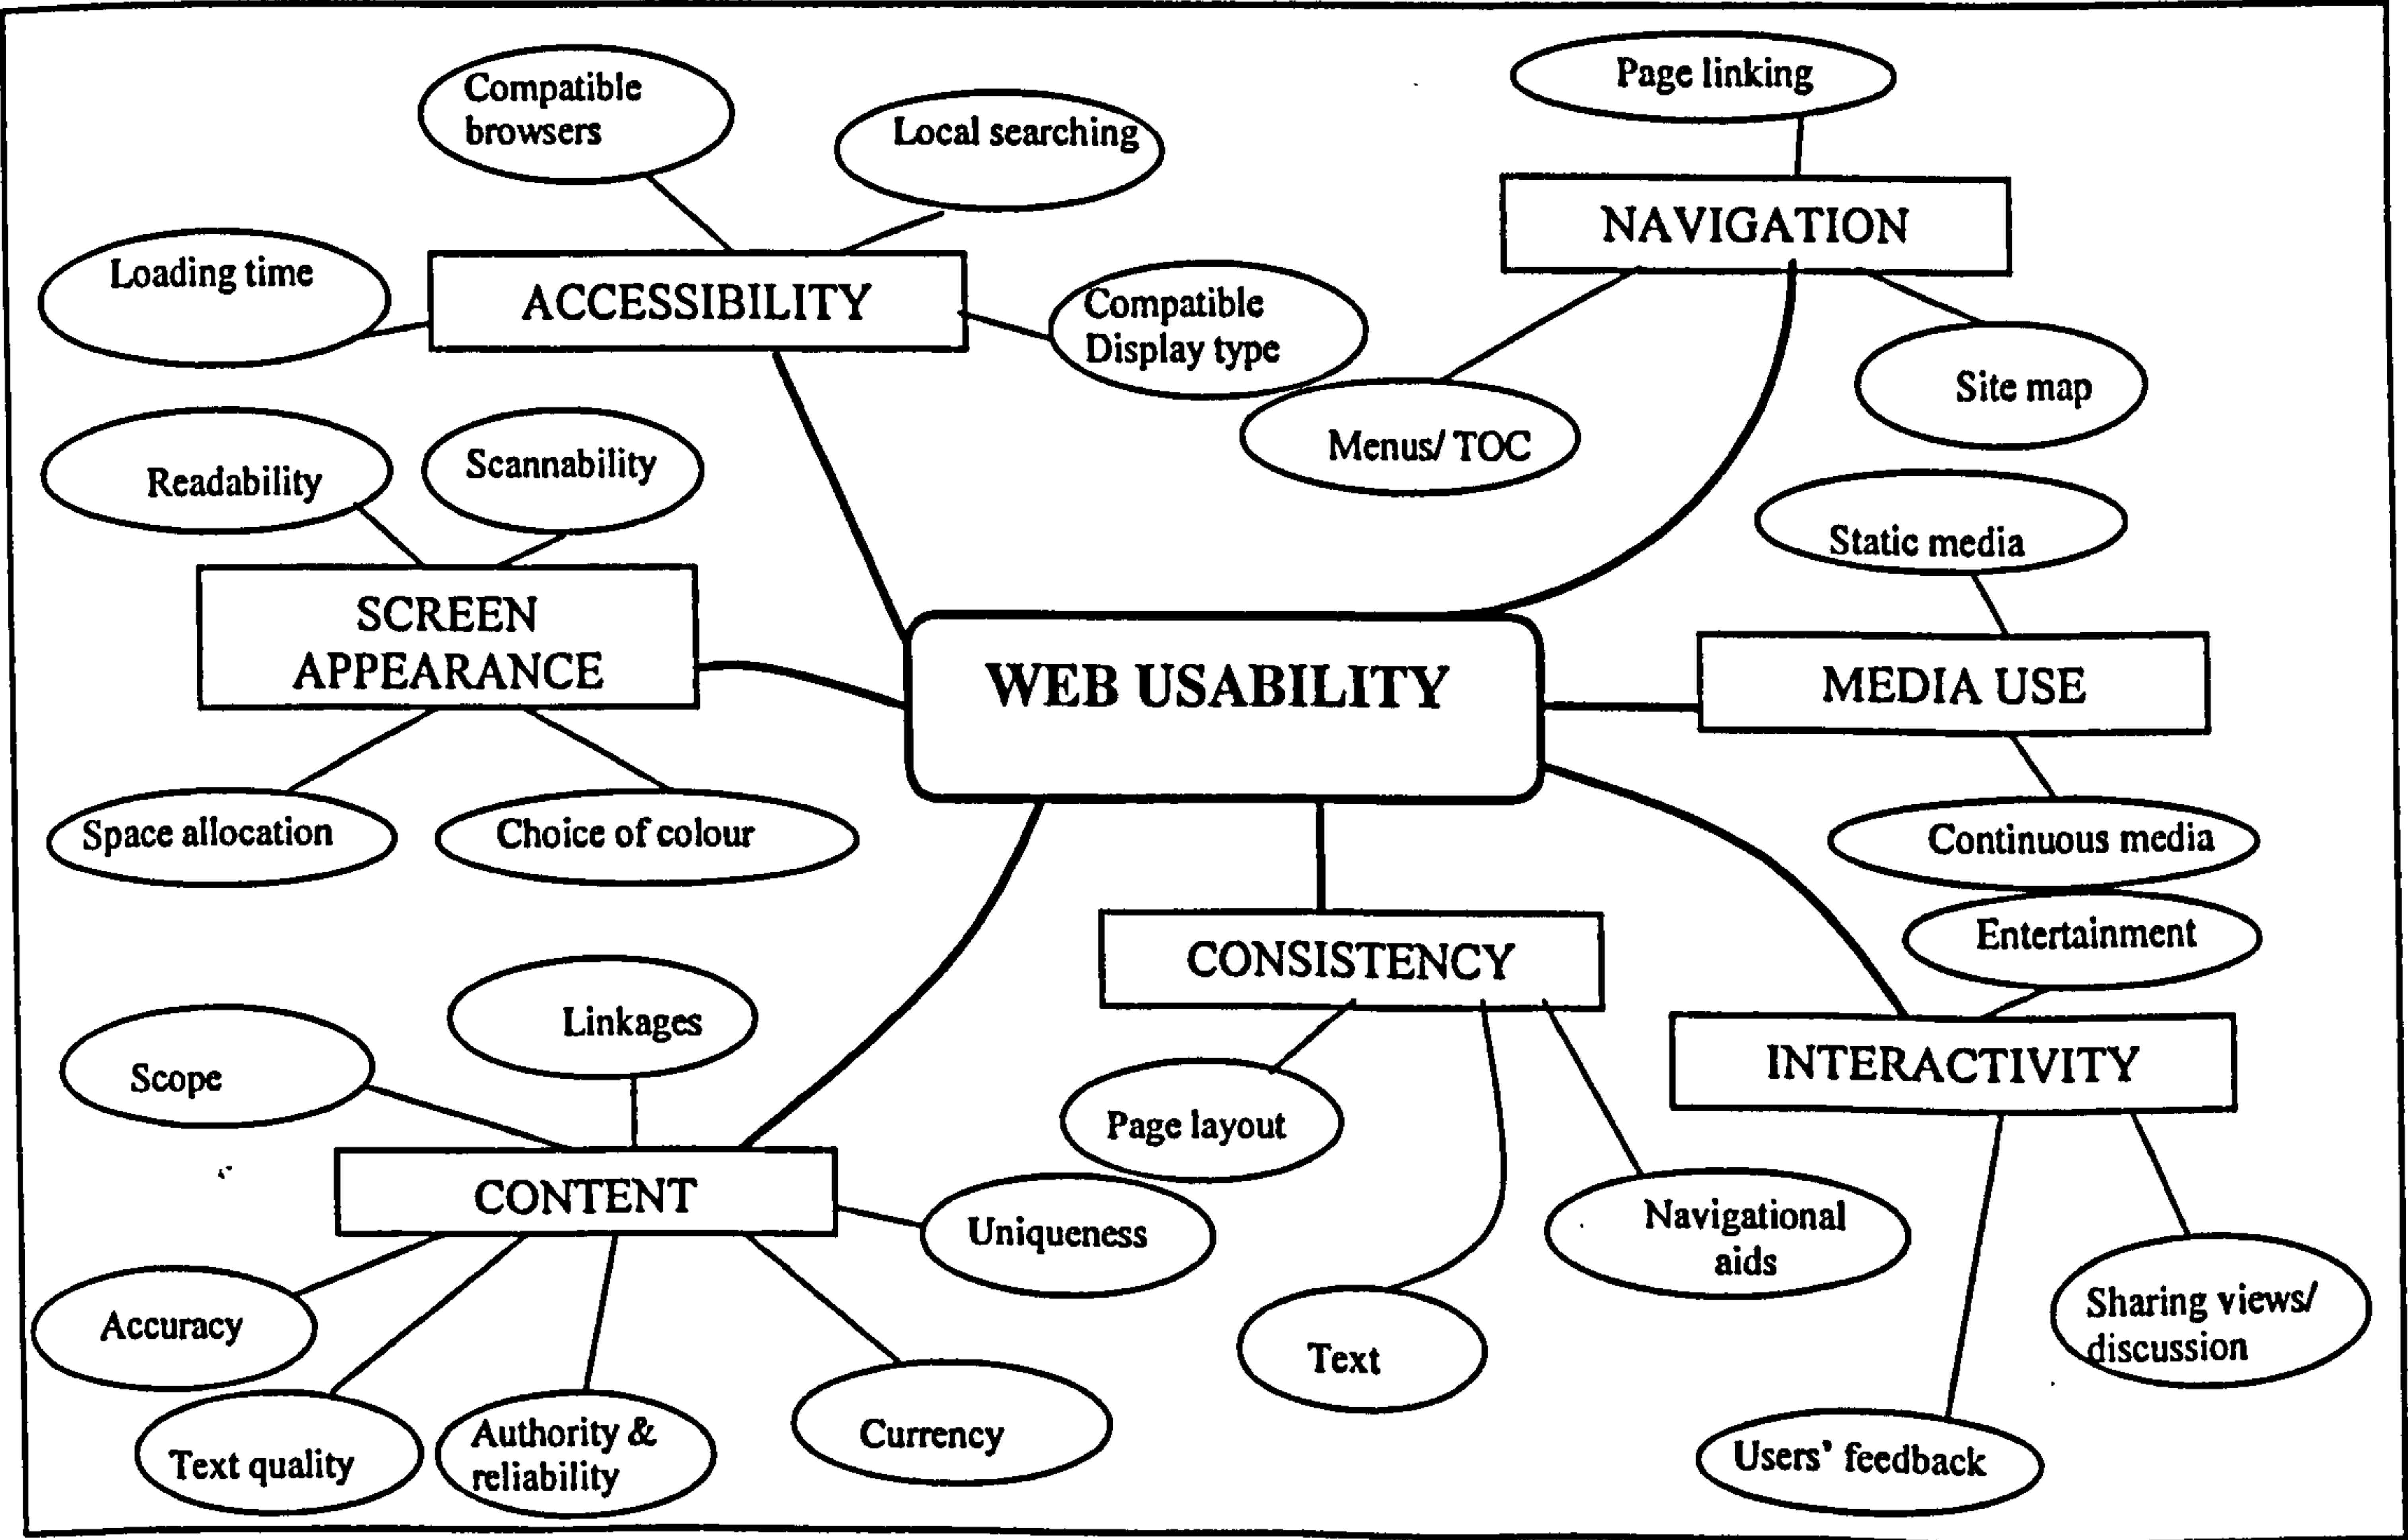 Compatible
browsers
Local searching
Page linking
NAVIGATION
Loading time
ACCESSIBILITY
Compatible
Display type
Site map
Menus/ TOC
Readability
Scannability
Static media
SCREEN
APPEARANCE
WEB USABILITY
MEDIA USE
Space allocation
Choice of colour
Continuous media
Entertainment
CONSISTENCY
Linkages
Scope
INTERACTIVITY
Page layout
CONTENT
Uniqueness
Navigational
aids
Accuracy
Text
Sharing views/
discussion
Text quality
Authority &
reliability
Currency
Users' feedback